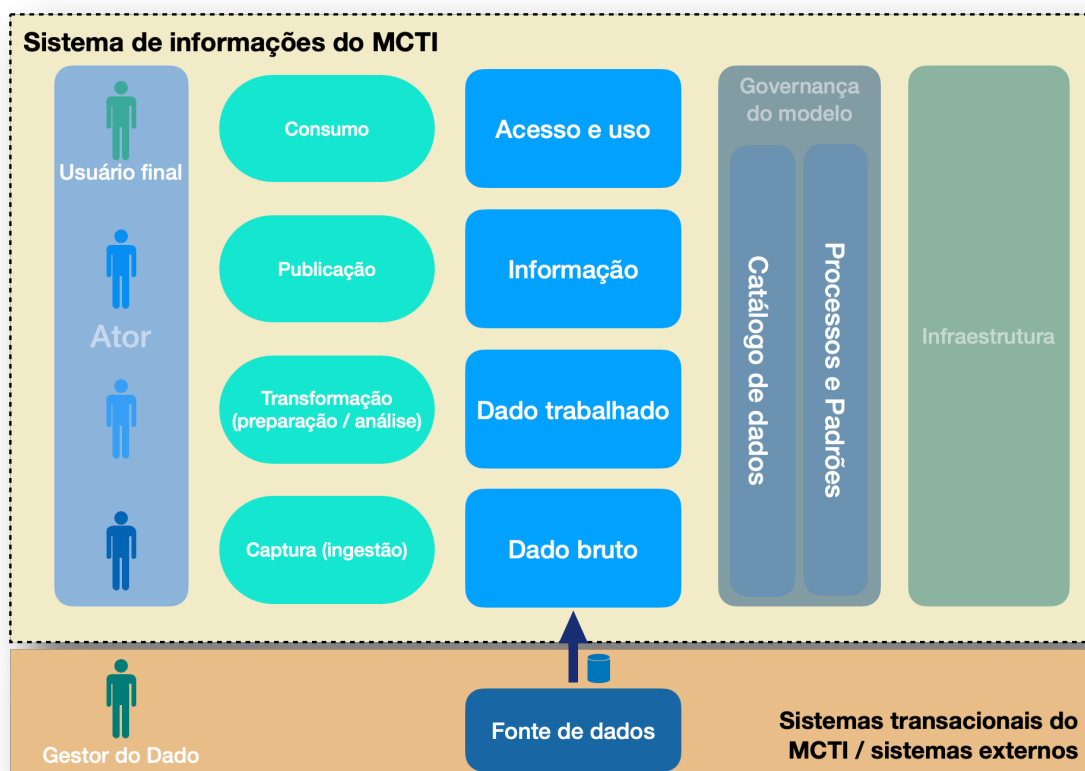 Sistema de informações do MCTI
Usuário final
Ator
Consumo
Publicação
Transformação
(preparação / análise)
Captura (ingestão)
Acesso e uso
Informação
Dado trabalhado
Dado bruto
Governança
do modelo
Catálogo de dados
Processos e Padrões
Infraestrutura
Gestor do Dado
Fonte de dados
Sistemas transacionais do
MCTI / sistemas externos